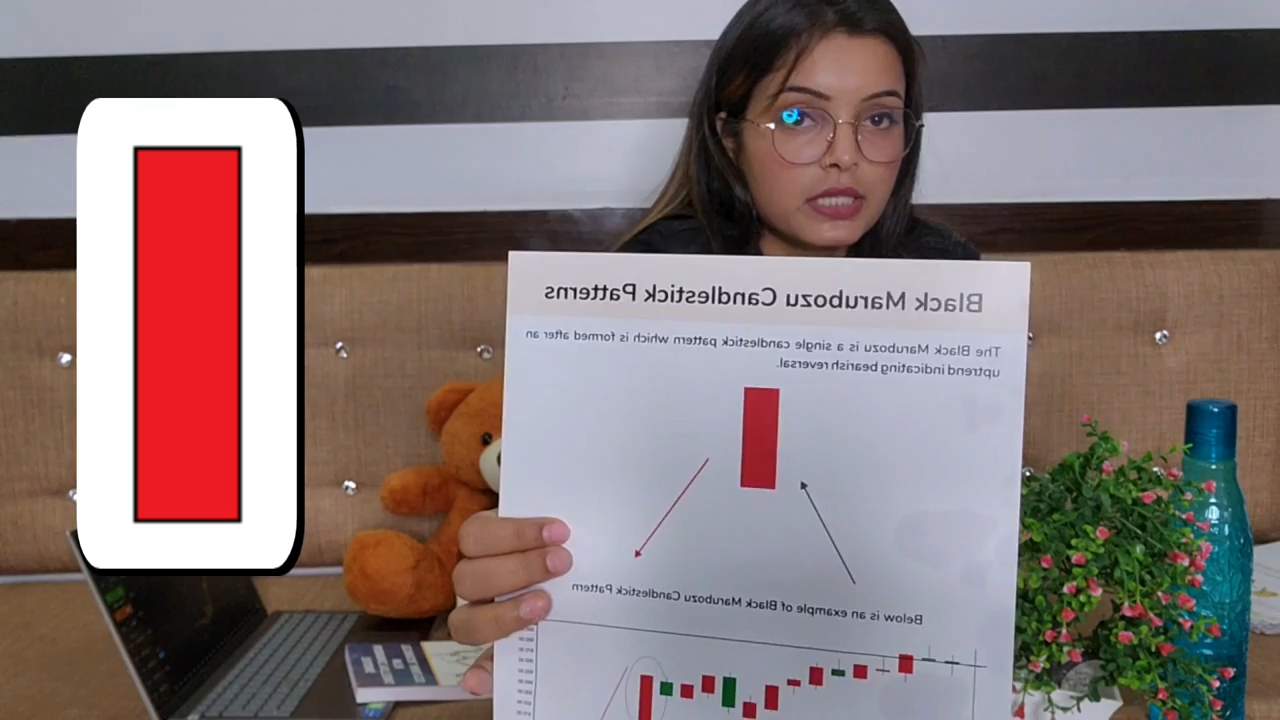 Black Marubozu Candlestick Patterns
The Black Marubozu is a single candlestick pattern which is formed after an
uptrend indicating bearish reversal.
Below is an example of Black Marubozu Candlestick Pattern